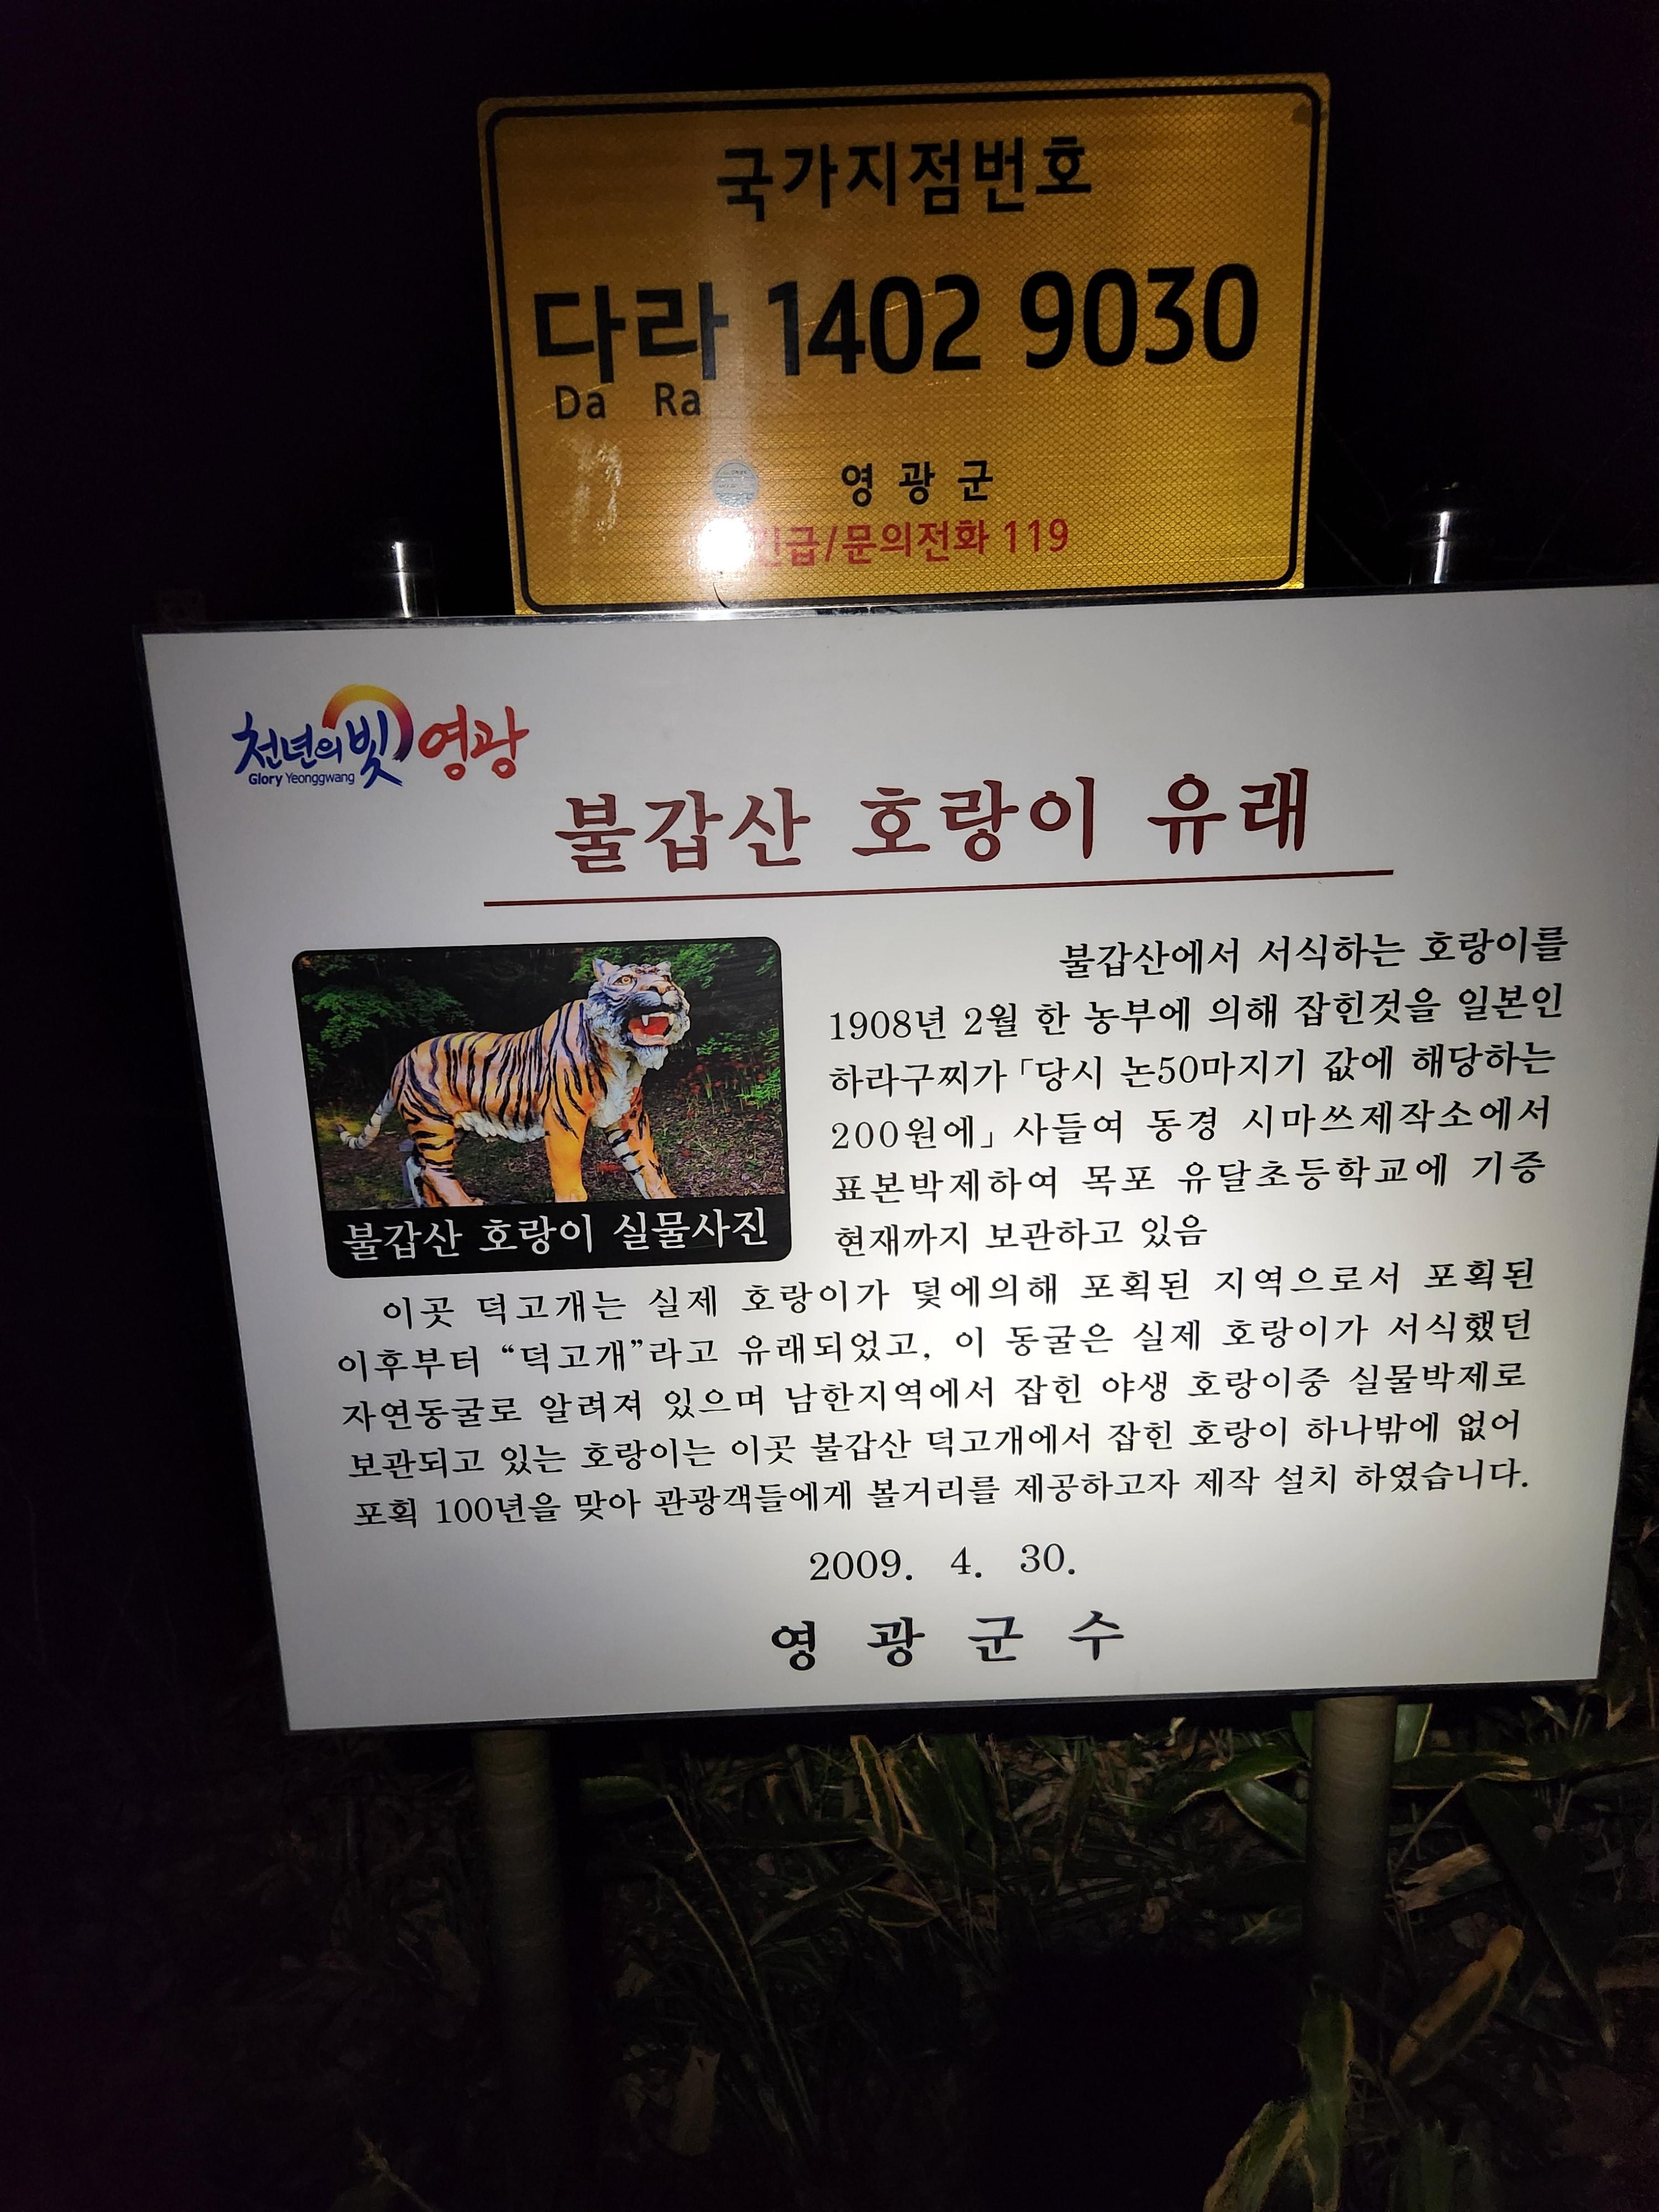 국가지점번호
다라 1402 9030
Da Ra
영광군
긴급/문의전화 119
천년의 빛 영광
Glory Yeonggwang
불갑산 호랑이 유래
불갑산에서 서식하는 호랑이를
1908년 2월 한 농부에 의해 잡힌것을 일본인
하라구찌가 「당시 논50마지기 값에 해당하는
200원에」 사들여 동경 시마쓰제작소에서
표본박제하여 목포 유달초등학교에 기증
현재까지 보관하고 있음
불갑산 호랑이 실물사진
이곳 덕고개는 실제 호랑이가 덫에의해 포획된 지역으로서 포획된
이후부터 “덕고개”라고 유래되었고, 이 동굴은 실제 호랑이가 서식했던
자연동굴로 알려져 있으며 남한지역에서 잡힌 야생 호랑이중 실물박제로
보관되고 있는 호랑이는 이곳 불갑산 덕고개에서 잡힌 호랑이 하나밖에 없어
포획 100년을 맞아 관광객들에게 볼거리를 제공하고자 제작 설치 하였습니다.
2009. 4. 30.
영 광 군 수